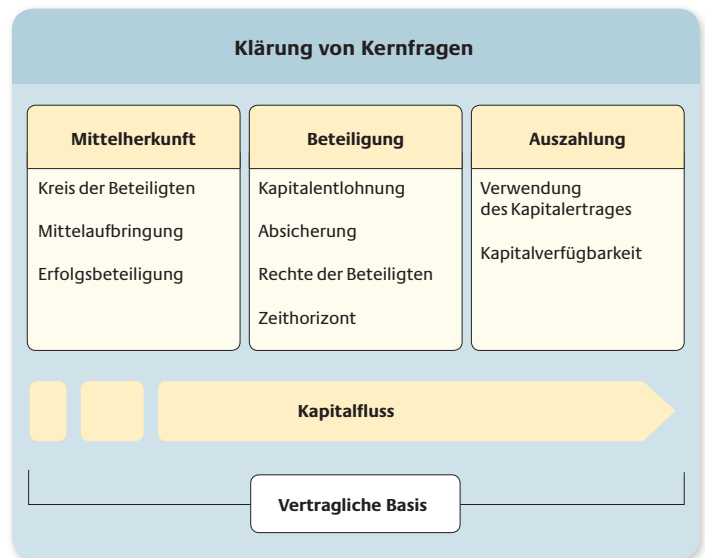 Klärung von Kernfragen
Mittelherkunft
Kreis der Beteiligten
Mittelaufbringung
Erfolgsbeteiligung
Beteiligung
Kapitalentlohnung
Absicherung
Rechte der Beteiligten
Zeithorizont
Auszahlung
Verwendung
des Kapitalertrages
Kapitalverfügbarkeit
Kapitalfluss
Vertragliche Basis